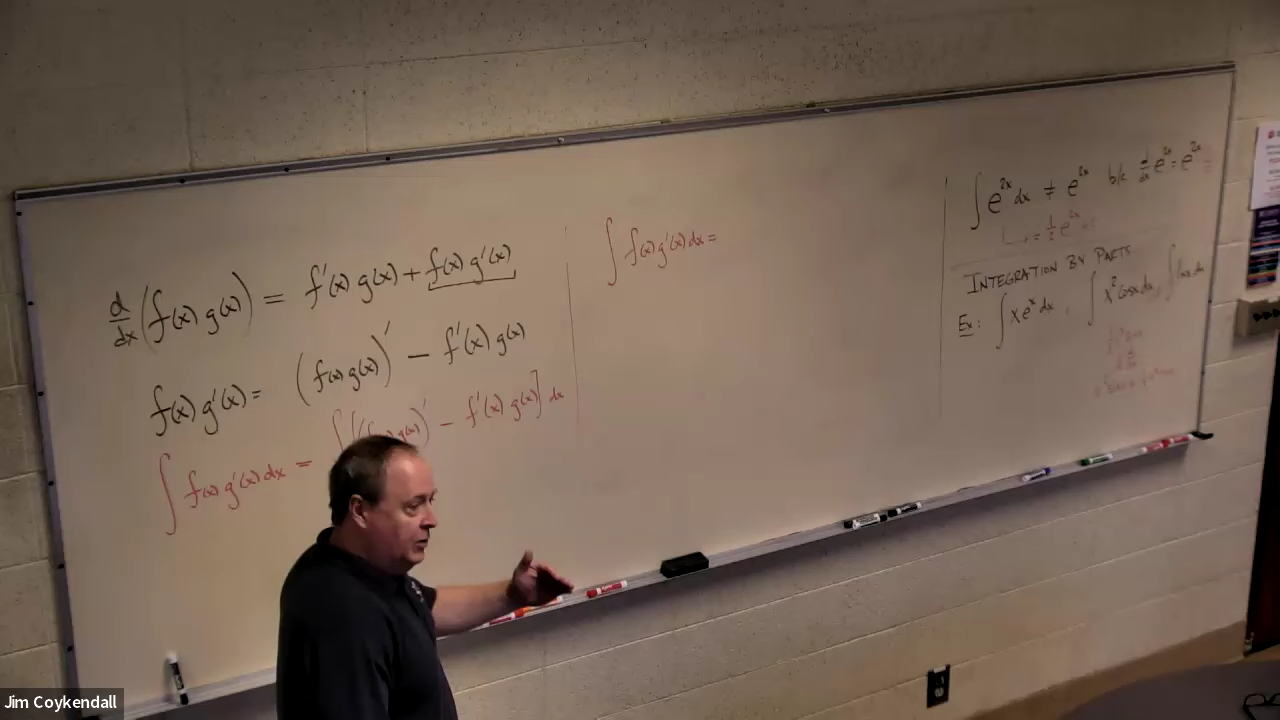 d/dx (f(x) g(x)) = f'(x) g(x) + f(x) g'(x)
f(x) g'(x) = (f(x) g(x))' - f'(x) g(x)
∫ f(x) g'(x) dx = ∫ [(f(x) g(x))' - f'(x) g(x)] dx
∫ f(x) g'(x) dx =
∫ e^{2x} dx ≠ e^{2x} b/c d/dx e^{2x} = e^{2x}
= 1/2 e^{2x}
INTEGRATION BY PARTS
Ex: ∫ x e^x dx, ∫ x² cos x dx, ∫ ln x dx
Jim Coykendall